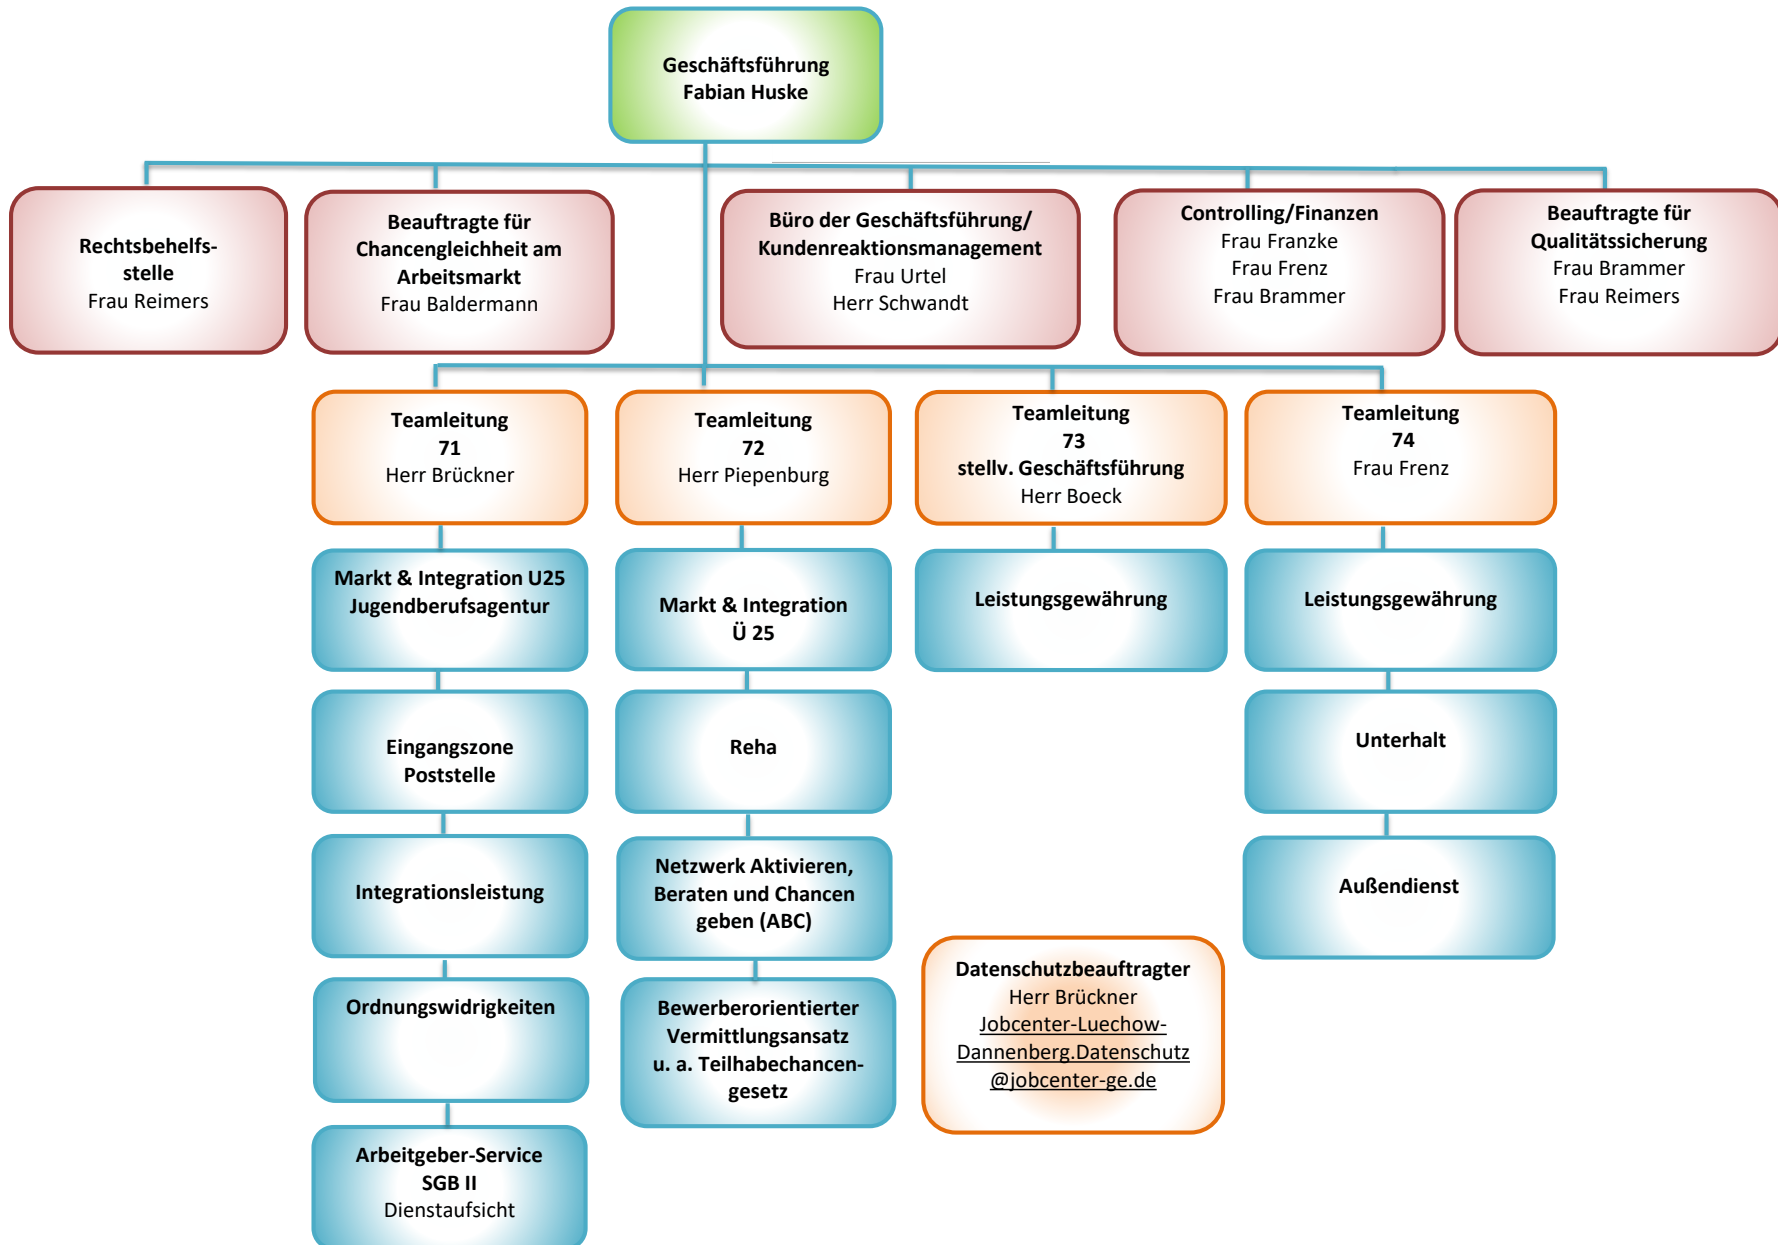 Geschäftsführung
Fabian Huske
Rechtsbehelfs-
stelle
Frau Reimers
Beauftragte für
Chancengleichheit am
Arbeitsmarkt
Frau Baldermann
Büro der Geschäftsführung/
Kundenreaktionsmanagement
Frau Urtel
Herr Schwandt
Controlling/Finanzen
Frau Franzke
Frau Frenz
Frau Brammer
Beauftragte für
Qualitätssicherung
Frau Brammer
Frau Reimers
Teamleitung
71
Herr Brückner
Teamleitung
72
Herr Piepenburg
Teamleitung
73
stellv. Geschäftsführung
Herr Boeck
Teamleitung
74
Frau Frenz
Markt & Integration U25
Jugendberufsagentur
Markt & Integration
Ü 25
Leistungsgewährung
Leistungsgewährung
Eingangszone
Poststelle
Reha
Unterhalt
Integrationsleistung
Netzwerk Aktivieren,
Beraten und Chancen
geben (ABC)
Außendienst
Ordnungswidrigkeiten
Bewerberorientierter
Vermittlungsansatz
u. a. Teilhabechancen-
gesetz
Datenschutzbeauftragter
Herr Brückner
Jobcenter-Luechow-
Dannenberg.Datenschutz
@jobcenter-ge.de
Arbeitgeber-Service
SGB II
Dienstaufsicht